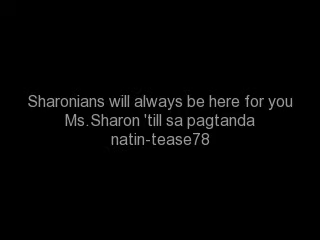 Sharonians will always be here for you
Ms.Sharon 'till sa pagtanda
natin-tease78